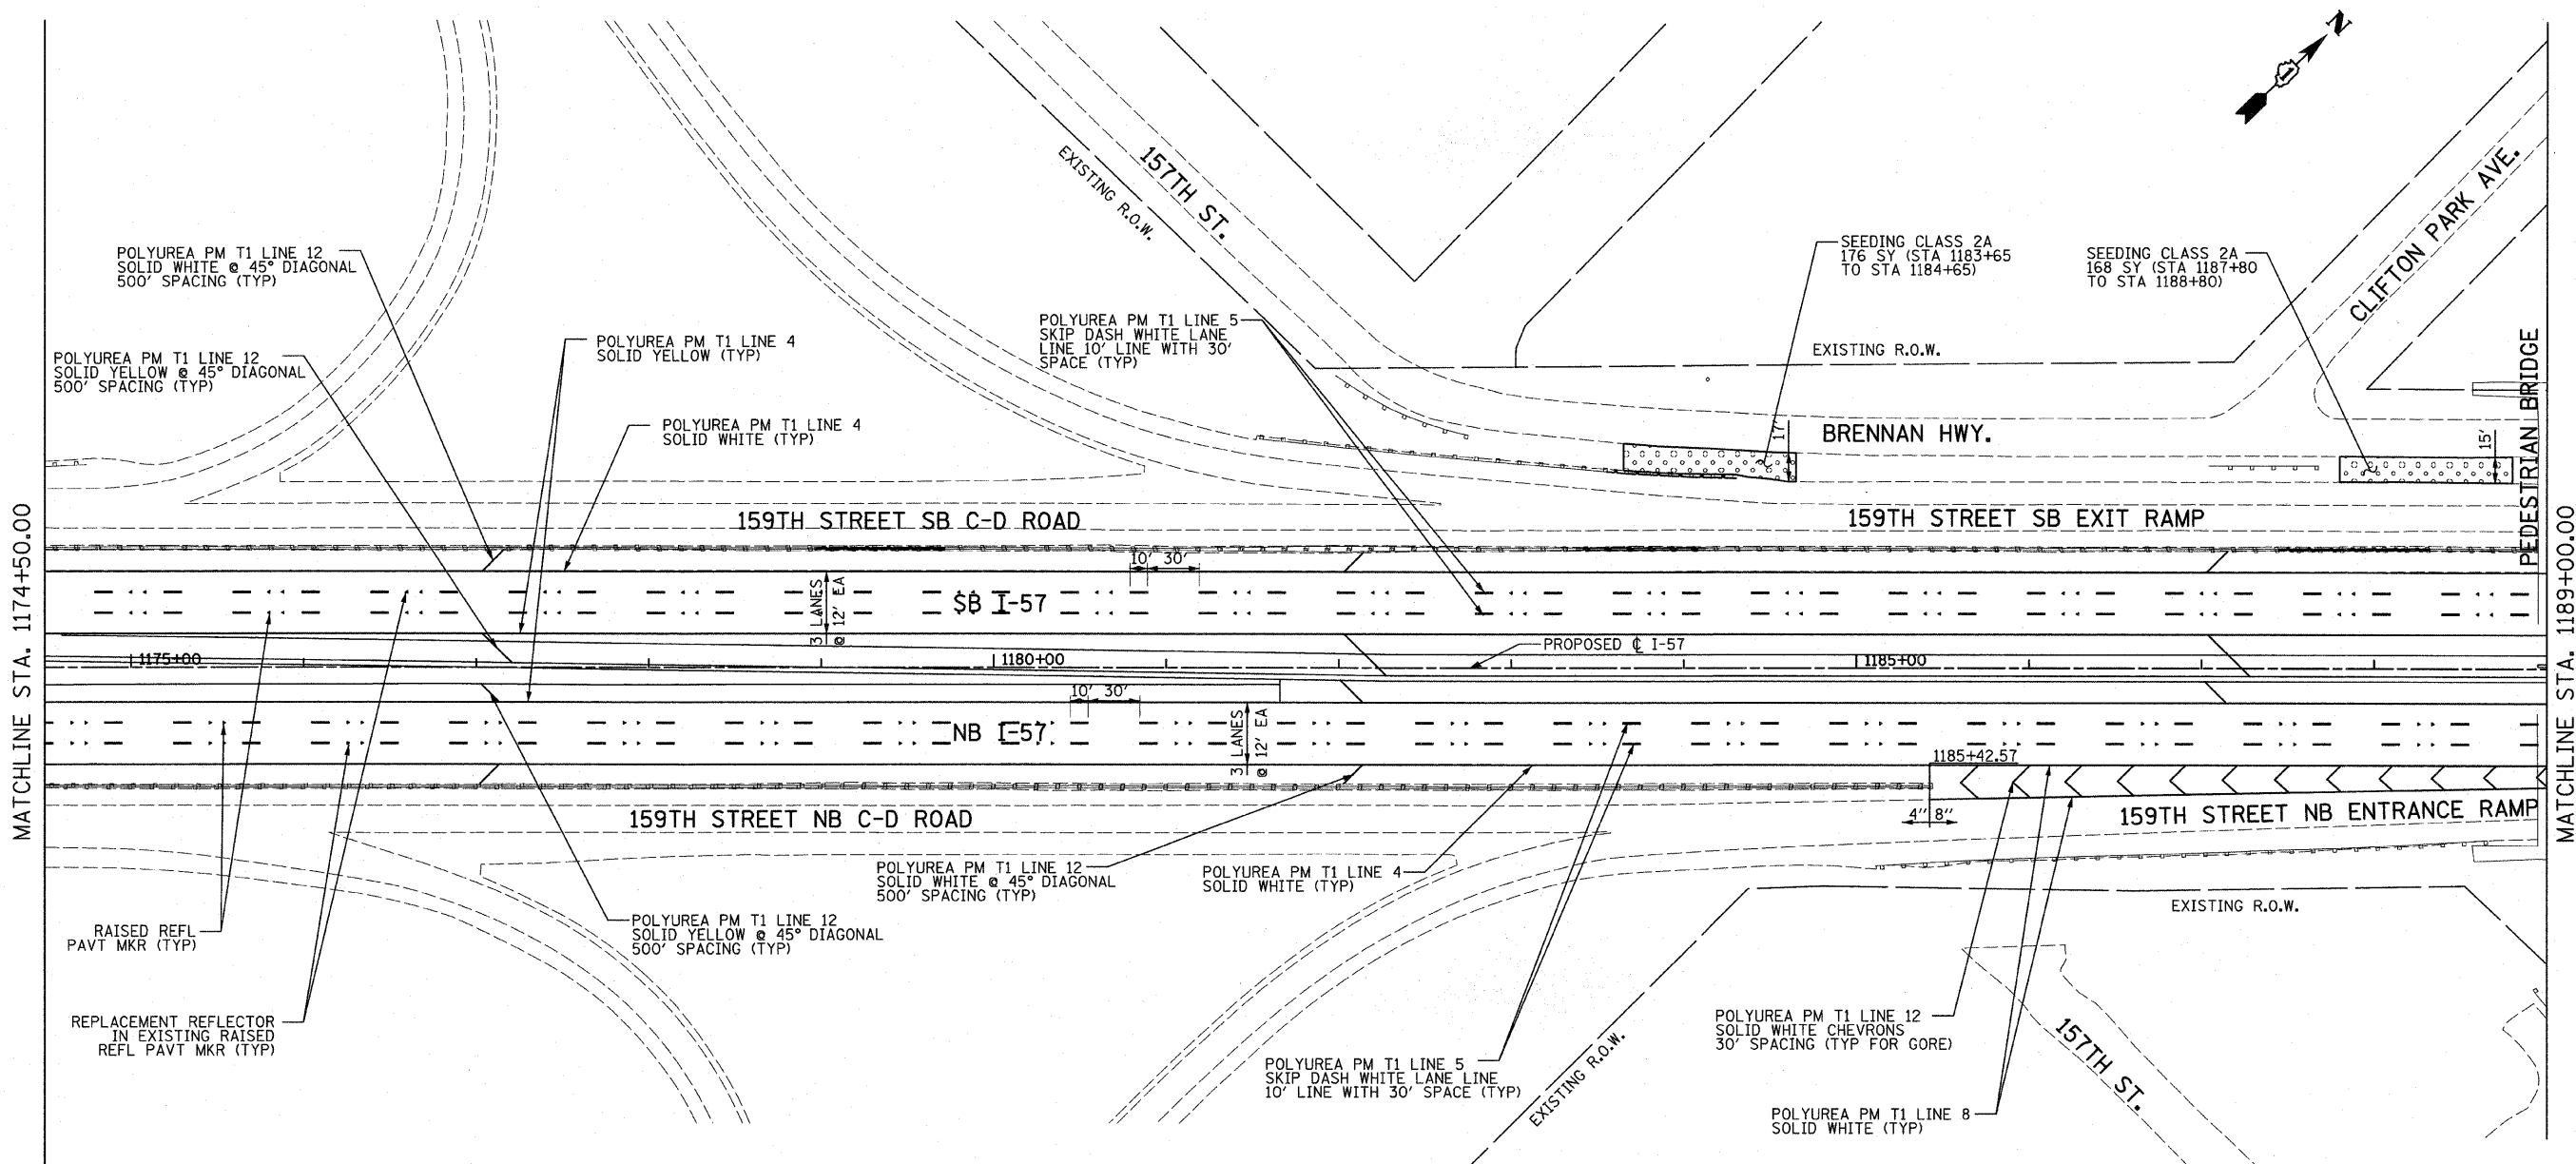 N
1
157TH ST.
EXISTING R.O.W.
CLIFTON PARK AVE.
POLYUREA PM T1 LINE 12
SOLID WHITE @ 45° DIAGONAL
500' SPACING (TYP)
SEEDING CLASS 2A
176 SY (STA 1183+65
TO STA 1184+65)
SEEDING CLASS 2A
168 SY (STA 1187+80
TO STA 1188+80)
POLYUREA PM T1 LINE 12
SOLID YELLOW @ 45° DIAGONAL
500' SPACING (TYP)
POLYUREA PM T1 LINE 4
SOLID YELLOW (TYP)
POLYUREA PM T1 LINE 5
SKIP DASH WHITE LANE
LINE 10' LINE WITH 30'
SPACE (TYP)
EXISTING R.O.W.
PEDESTRIAN BRIDGE
POLYUREA PM T1 LINE 4
SOLID WHITE (TYP)
17'
BRENNAN HWY.
15'
159TH STREET SB C-D ROAD
159TH STREET SB EXIT RAMP
MATCHLINE STA. 1174+50.00
MATCHLINE STA. 1189+00.00
10' 30'
3 LANES
@ 12' EA
SB I-57
PROPOSED ℄ I-57
1175+00
1180+00
1185+00
10' 30'
NB I-57
3 LANES
@ 12' EA
1185+42.57
4" 8"
159TH STREET NB C-D ROAD
159TH STREET NB ENTRANCE RAMP
POLYUREA PM T1 LINE 12
SOLID WHITE @ 45° DIAGONAL
500' SPACING (TYP)
POLYUREA PM T1 LINE 4
SOLID WHITE (TYP)
RAISED REFL
PAVT MKR (TYP)
POLYUREA PM T1 LINE 12
SOLID YELLOW @ 45° DIAGONAL
500' SPACING (TYP)
EXISTING R.O.W.
REPLACEMENT REFLECTOR
IN EXISTING RAISED
REFL PAVT MKR (TYP)
POLYUREA PM T1 LINE 12
SOLID WHITE CHEVRONS
30' SPACING (TYP FOR GORE)
157TH ST.
POLYUREA PM T1 LINE 5
SKIP DASH WHITE LANE LINE
10' LINE WITH 30' SPACE (TYP)
EXISTING R.O.W.
POLYUREA PM T1 LINE 8
SOLID WHITE (TYP)